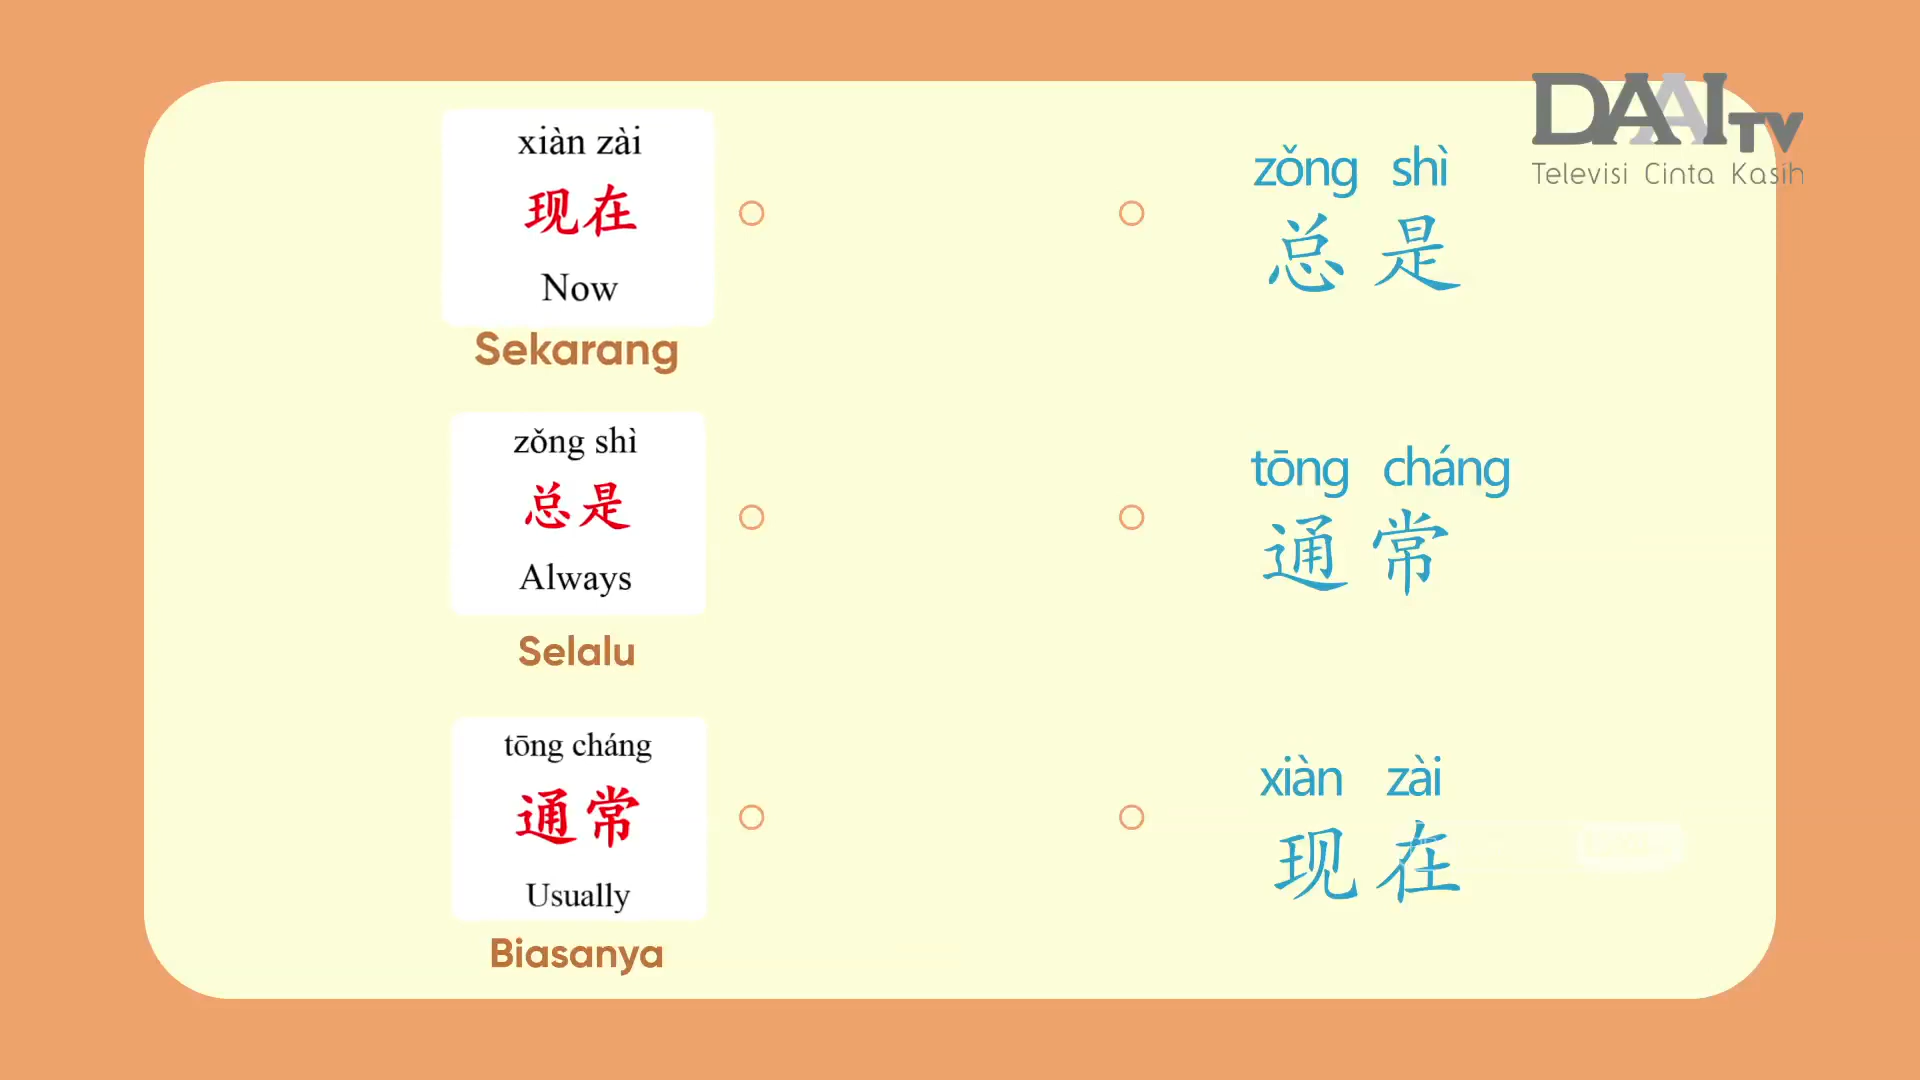 xiàn zài
现在
Now
Sekarang
zǒng shì
总是
Always
Selalu
tōng cháng
通常
Usually
Biasanya
zǒng shì
总是
tōng cháng
通常
xiàn zài
现在
DAAI TV
Televisi Cinta Kasih